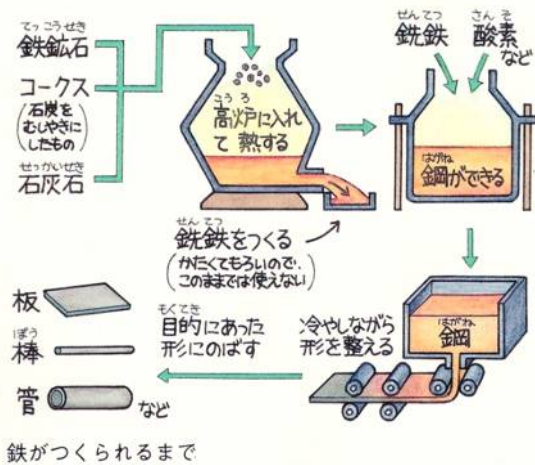 てっこうせき
鉄鉱石
コークス
(石炭を
むしやきに
したもの)
せっかいせき
石灰石
こうろ
高炉に入れ
て 熱する
せんてつ
銑鉄
さんそ
酸素
など
はがね
鋼ができる
せんてつ
銑鉄をつくる
(かたくてもろいので、
このままでは使えない)
はがね
鋼
冷やしながら
形を整える
もくてき
目的にあった
形にのばす
板
ぼう
棒
管
など
鉄がつくられるまで